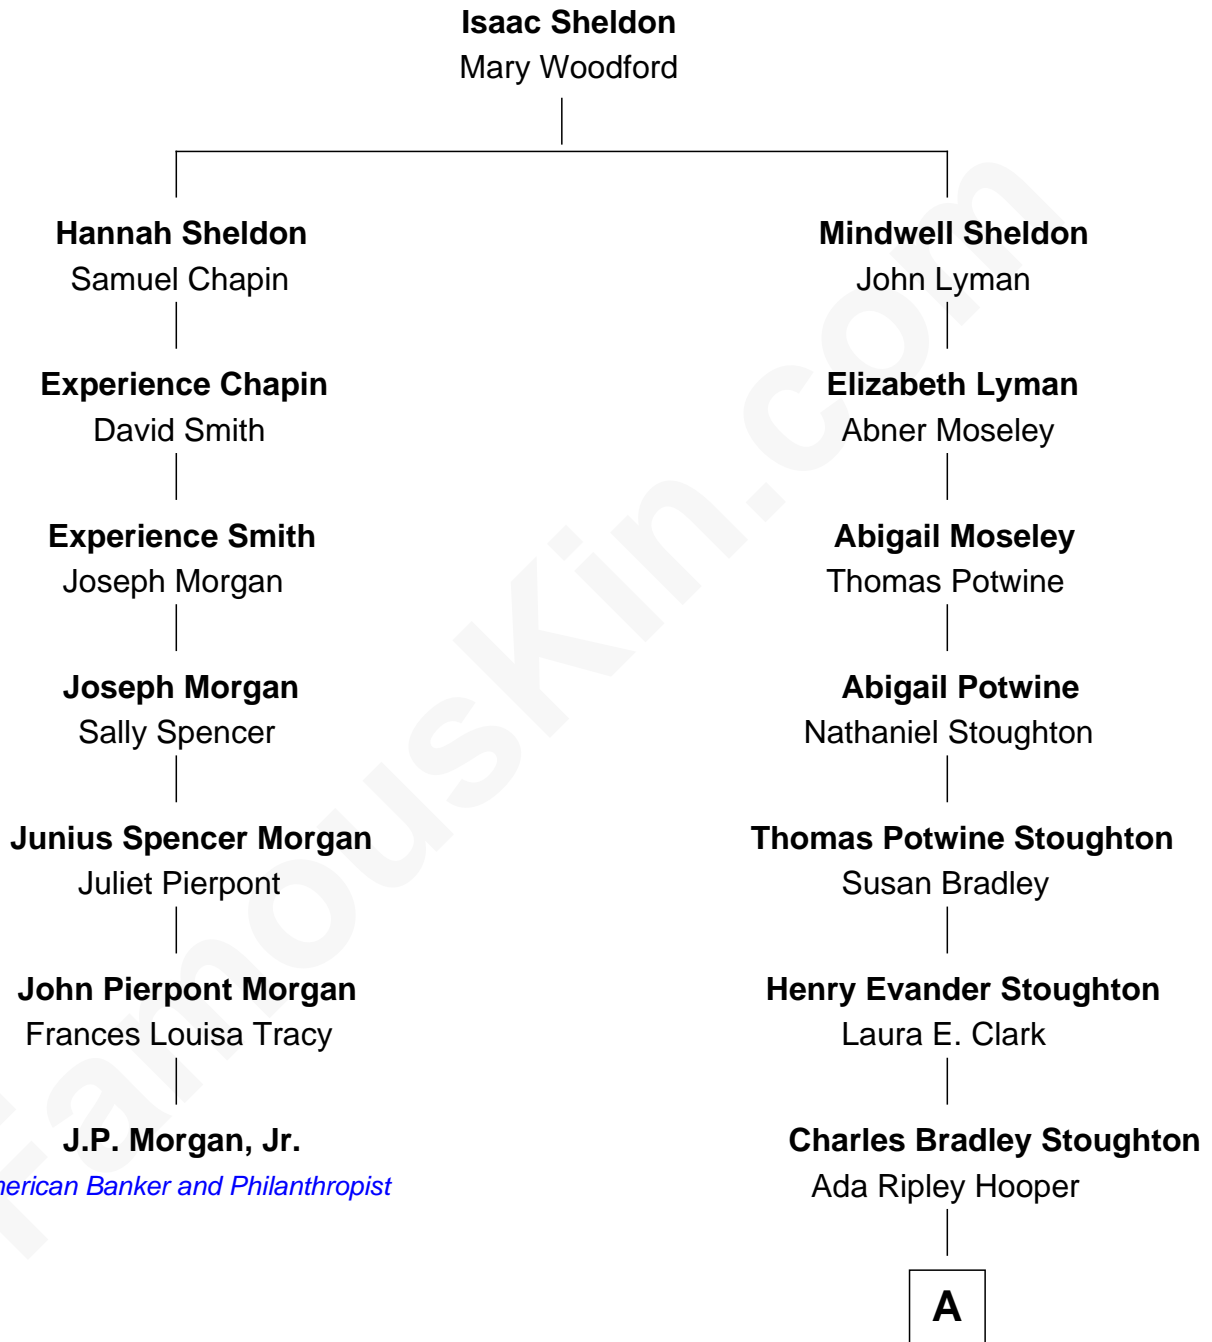 Isaac Sheldon
Mary Woodford
Hannah Sheldon
Samuel Chapin
Experience Chapin
David Smith
Experience Smith
Joseph Morgan
Joseph Morgan
Sally Spencer
Junius Spencer Morgan
Juliet Pierpont
John Pierpont Morgan
Frances Louisa Tracy
J.P. Morgan, Jr.
Banker and Philanthropist
Mindwell Sheldon
John Lyman
Elizabeth Lyman
Abner Moseley
Abigail Moseley
Thomas Potwine
Abigail Potwine
Nathaniel Stoughton
Thomas Potwine Stoughton
Susan Bradley
Henry Evander Stoughton
Laura E. Clark
Charles Bradley Stoughton
Ada Ripley Hooper
A
FamousKin.com